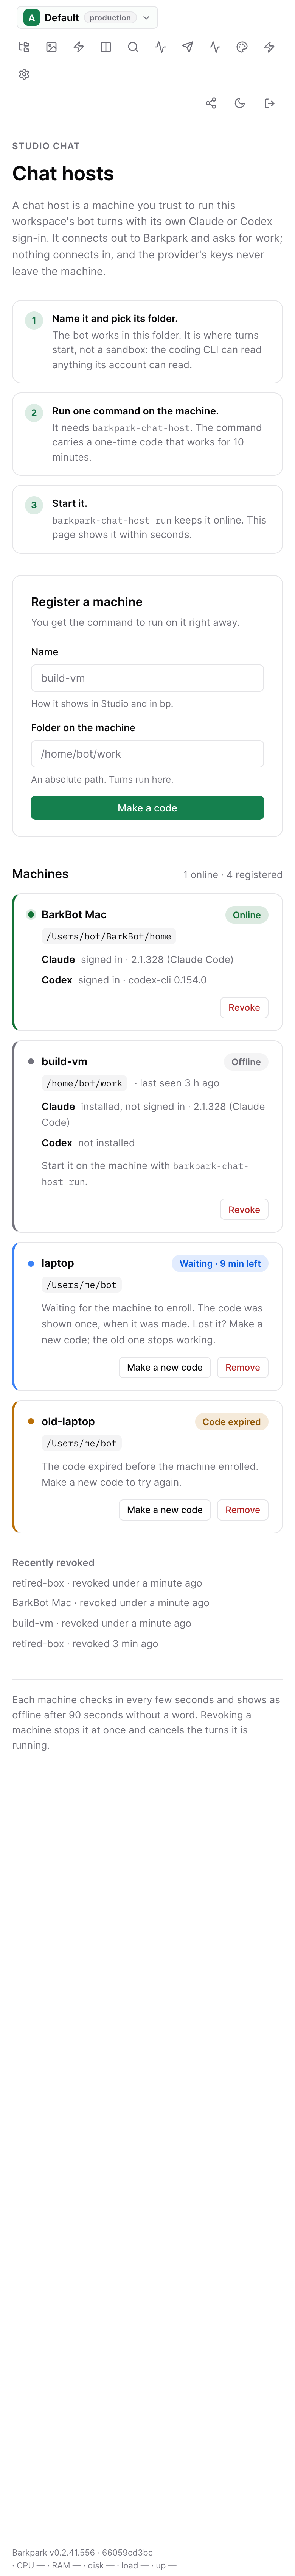 A Default production
STUDIO CHAT
Chat hosts
A chat host is a machine you trust to run this
workspace's bot turns with its own Claude or Codex
sign-in. It connects out to Barkpark and asks for work;
nothing connects in, and the provider's keys never
leave the machine.
1 Name it and pick its folder.
The bot works in this folder. It is where turns
start, not a sandbox: the coding CLI can read
anything its account can read.
2 Run one command on the machine.
It needs barkpark-chat-host. The command
carries a one-time code that works for 10
minutes.
3 Start it.
barkpark-chat-host run keeps it online. This
page shows it within seconds.
Register a machine
You get the command to run on it right away.
Name
build-vm
How it shows in Studio and in bp.
Folder on the machine
/home/bot/work
An absolute path. Turns run here.
Make a code
Machines 1 online · 4 registered
BarkBot Mac Online
/Users/bot/BarkBot/home
Claude signed in · 2.1.328 (Claude Code)
Codex signed in · codex-cli 0.154.0
Revoke
build-vm Offline
/home/bot/work · last seen 3 h ago
Claude installed, not signed in · 2.1.328 (Claude
Code)
Codex not installed
Start it on the machine with barkpark-chat-
host run.
Revoke
laptop Waiting · 9 min left
/Users/me/bot
Waiting for the machine to enroll. The code was
shown once, when it was made. Lost it? Make a
new code; the old one stops working.
Make a new code Remove
old-laptop Code expired
/Users/me/bot
The code expired before the machine enrolled.
Make a new code to try again.
Make a new code Remove
Recently revoked
retired-box · revoked under a minute ago
BarkBot Mac · revoked under a minute ago
build-vm · revoked under a minute ago
retired-box · revoked 3 min ago
Each machine checks in every few seconds and shows as
offline after 90 seconds without a word. Revoking a
machine stops it at once and cancels the turns it is
running.
Barkpark v0.2.41.556 · 66059cd3bc
· CPU — · RAM — · disk — · load — · up —